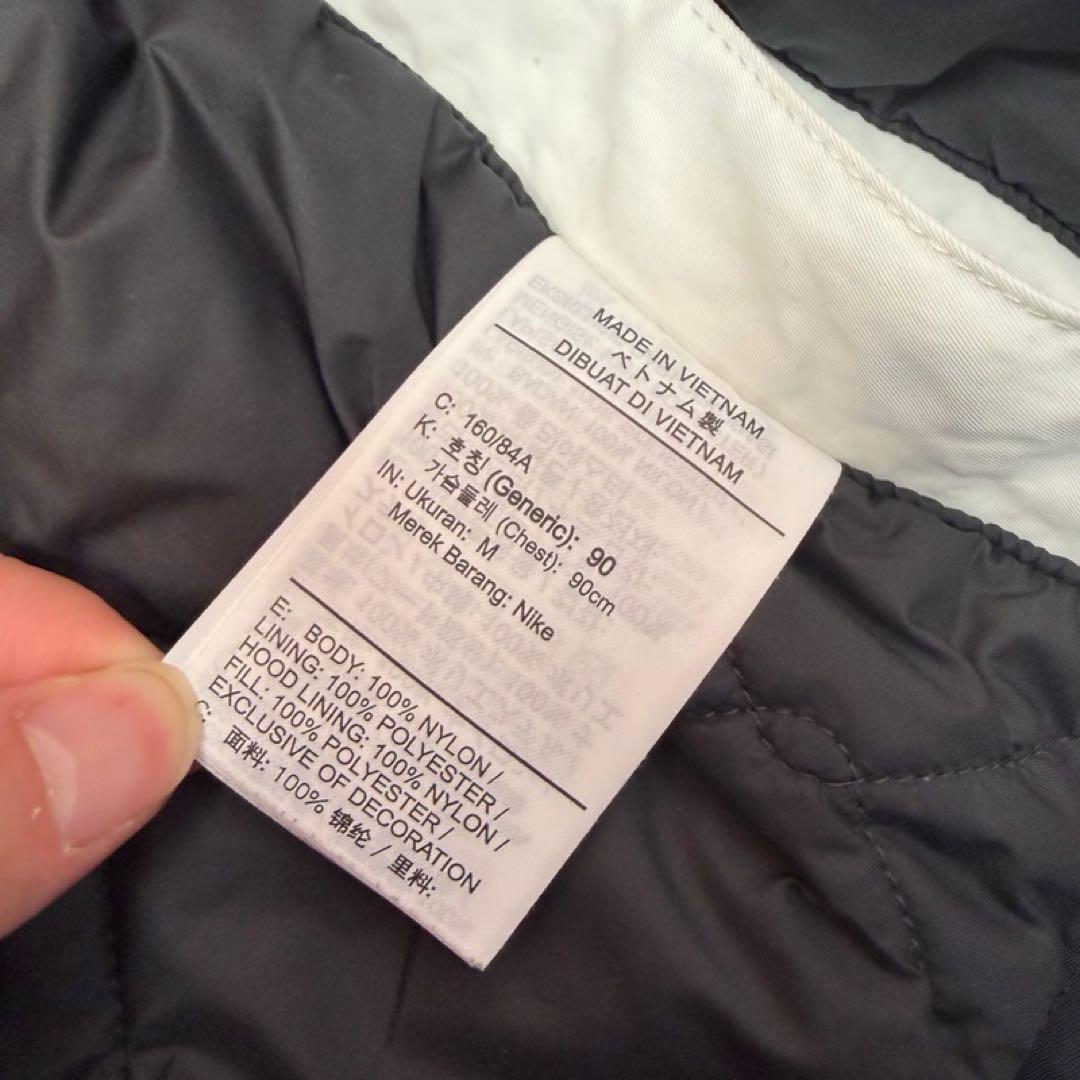 MADE IN VIETNAM
ベトナム製
DIBUAT DI VIETNAM
C: 160/84A
K: 호칭 (Generic): 90
가슴둘레 (Chest): 90cm
IN: Ukuran: M
Merek Barang: Nike
E: BODY: 100% NYLON /
LINING: 100% POLYESTER /
HOOD LINING: 100% NYLON /
FILL: 100% POLYESTER /
EXCLUSIVE OF DECORATION
C: 面料: 100% 锦纶 / 里料: